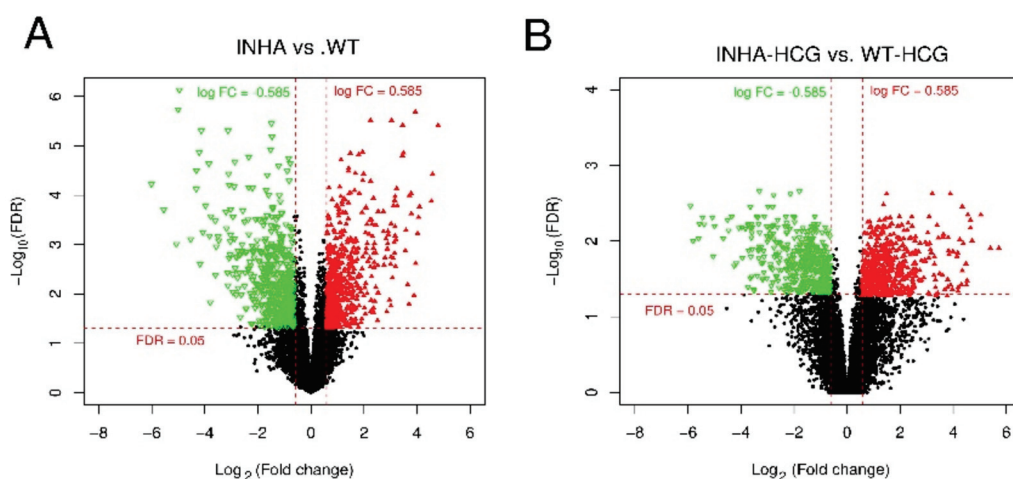 A
INHA vs .WT
log FC = -0.585
log FC = 0.585
FDR = 0.05
-Log10(FDR)
6
5
4
3
2
1
0
-8 -6 -4 -2 0 2 4 6
Log2 (Fold change)
B
INHA-HCG vs. WT-HCG
log FC = -0.585
log FC - 0.585
FDR - 0.05
-Log10 (FDR)
4
3
2
1
0
-8 -6 -4 -2 0 2 4 6
Log2 (Fold change)